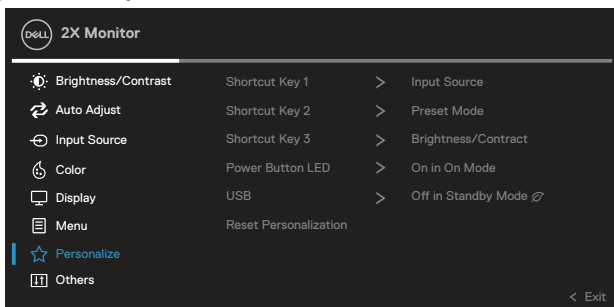 DELL 2X Monitor
Brightness/Contrast Shortcut Key 1 > Input Source
Auto Adjust Shortcut Key 2 > Preset Mode
Input Source Shortcut Key 3 > Brightness/Contract
Color Power Button LED > On in On Mode
Display USB > Off in Standby Mode
Menu Reset Personalization
Personalize
Others
< Exit